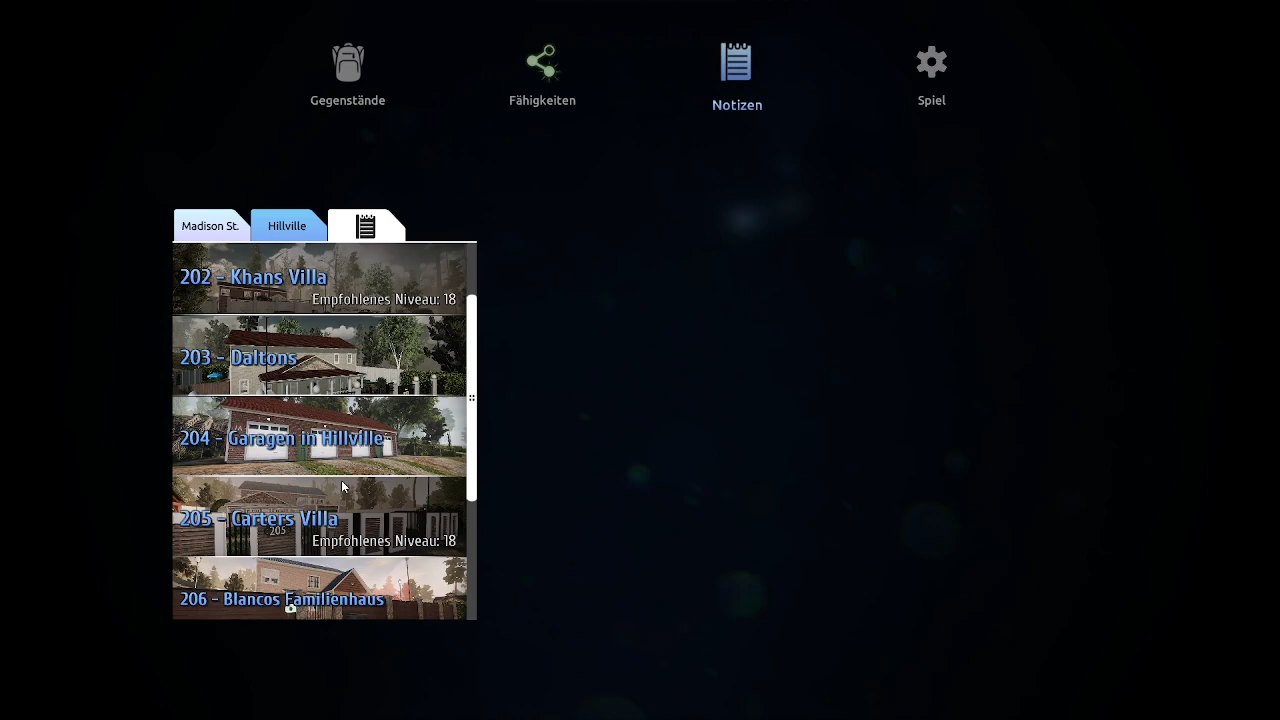 Gegenstände
Fähigkeiten
Notizen
Spiel
Madison St.
Hillville
202 - Khans Villa
Empfohlenes Niveau: 18
203 - Daltons
204 - Garagen in Hillville
205 - Carters Villa
205
Empfohlenes Niveau: 18
206 - Blancos Familienhaus